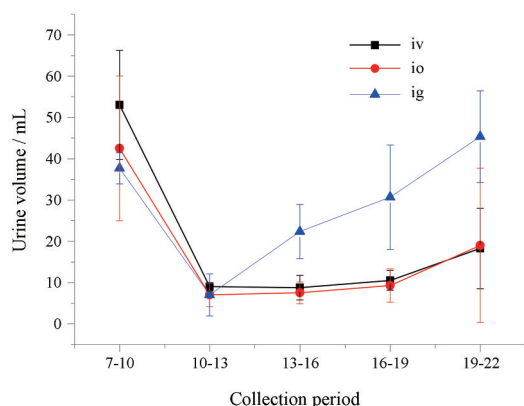 70
60
50
40
30
20
10
0
Urine volume / mL
iv
io
ig
7-10 10-13 13-16 16-19 19-22
Collection period